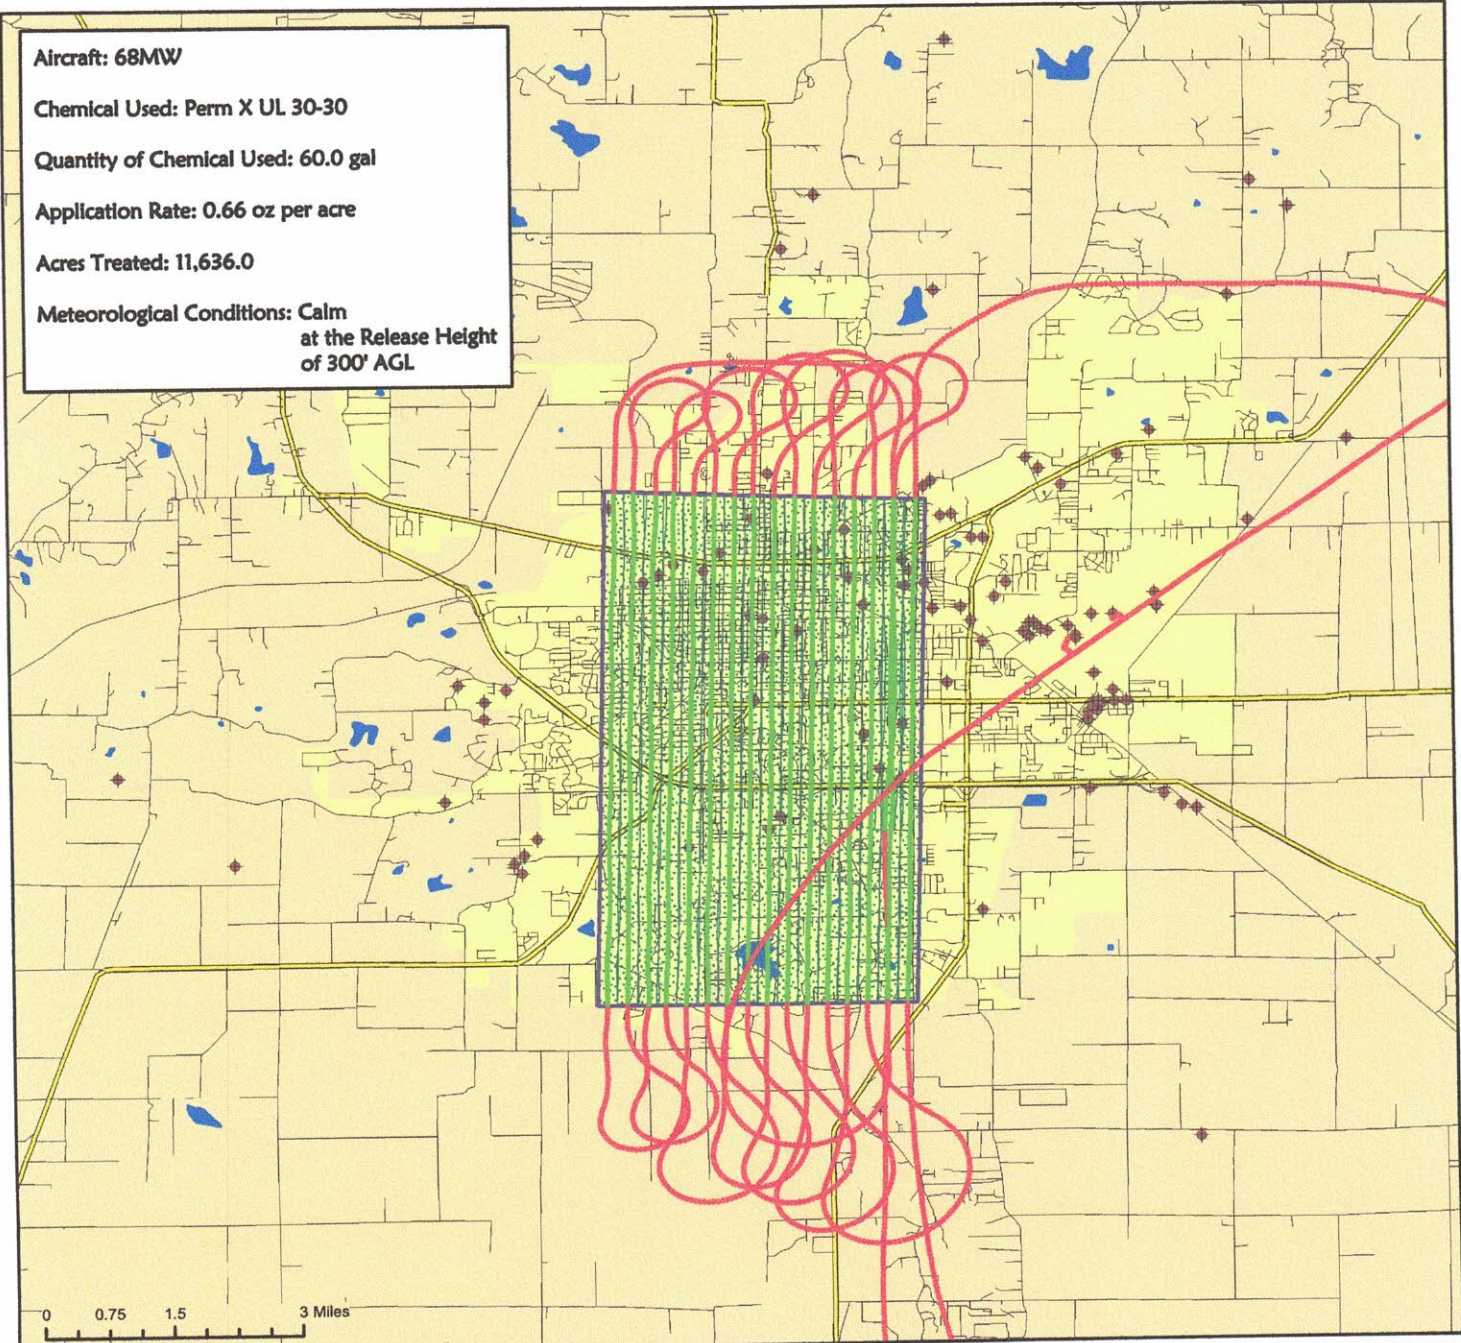 Aircraft: 68MW
Chemical Used: Perm X UL 30-30
Quantity of Chemical Used: 60.0 gal
Application Rate: 0.66 oz per acre
Acres Treated: 11,636.0
Meteorological Conditions: Calm
at the Release Height
of 300' AGL
0 0.75 1.5 3 Miles